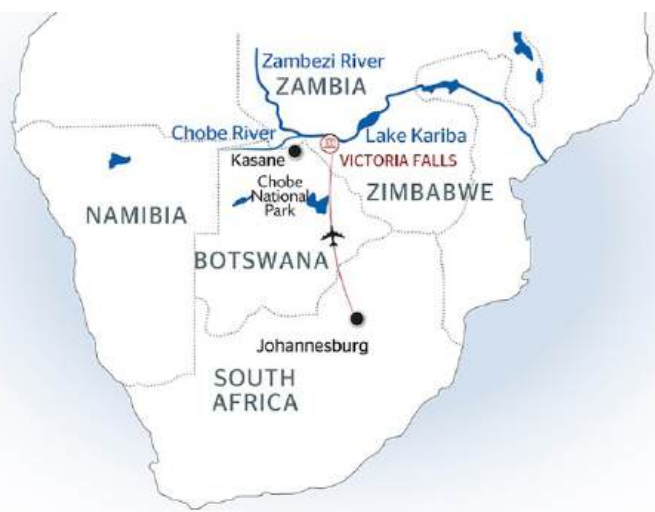 Zambezi River
ZAMBIA
Chobe River
Lake Kariba
Kasane
VICTORIA FALLS
Chobe
National
Park
ZIMBABWE
NAMIBIA
BOTSWANA
Johannesburg
SOUTH
AFRICA